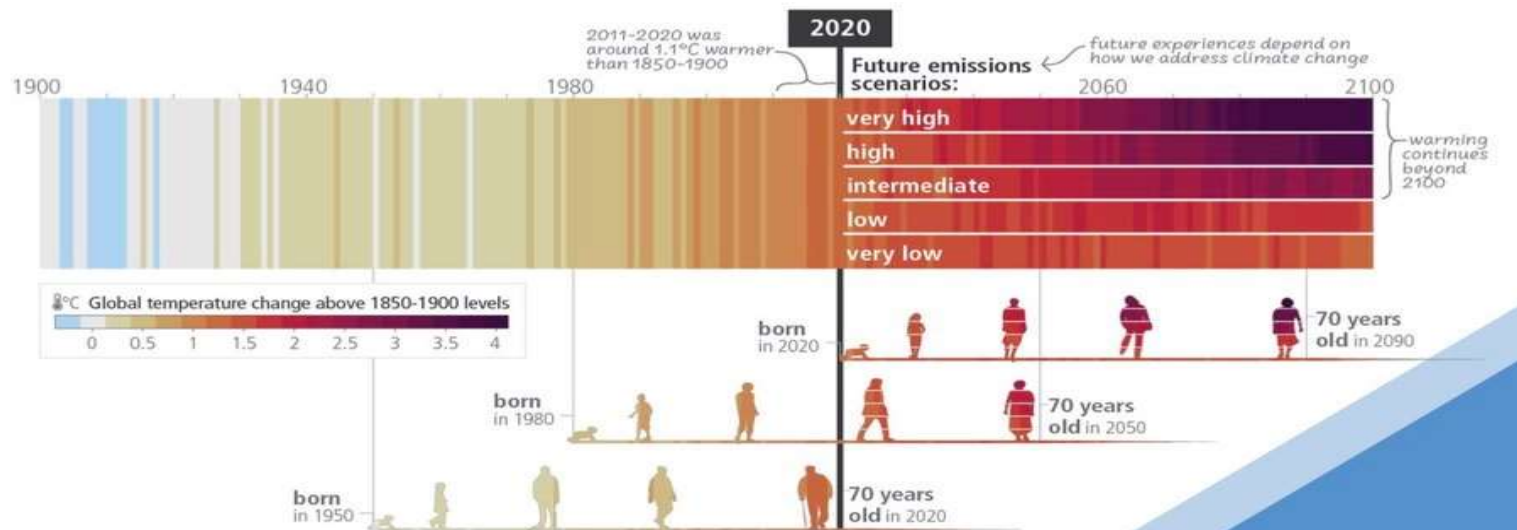 2020
2011-2020 was
around 1.1°C warmer
than 1850-1900
future experiences depend on
how we address climate change
Future emissions
scenarios:
1900
1940
1980
2060
2100
very high
high
intermediate
low
very low
warming
continues
beyond
2100
°C Global temperature change above 1850-1900 levels
0 0.5 1 1.5 2 2.5 3 3.5 4
born
in 2020
70 years
old in 2090
born
in 1980
70 years
old in 2050
born
in 1950
70 years
old in 2020